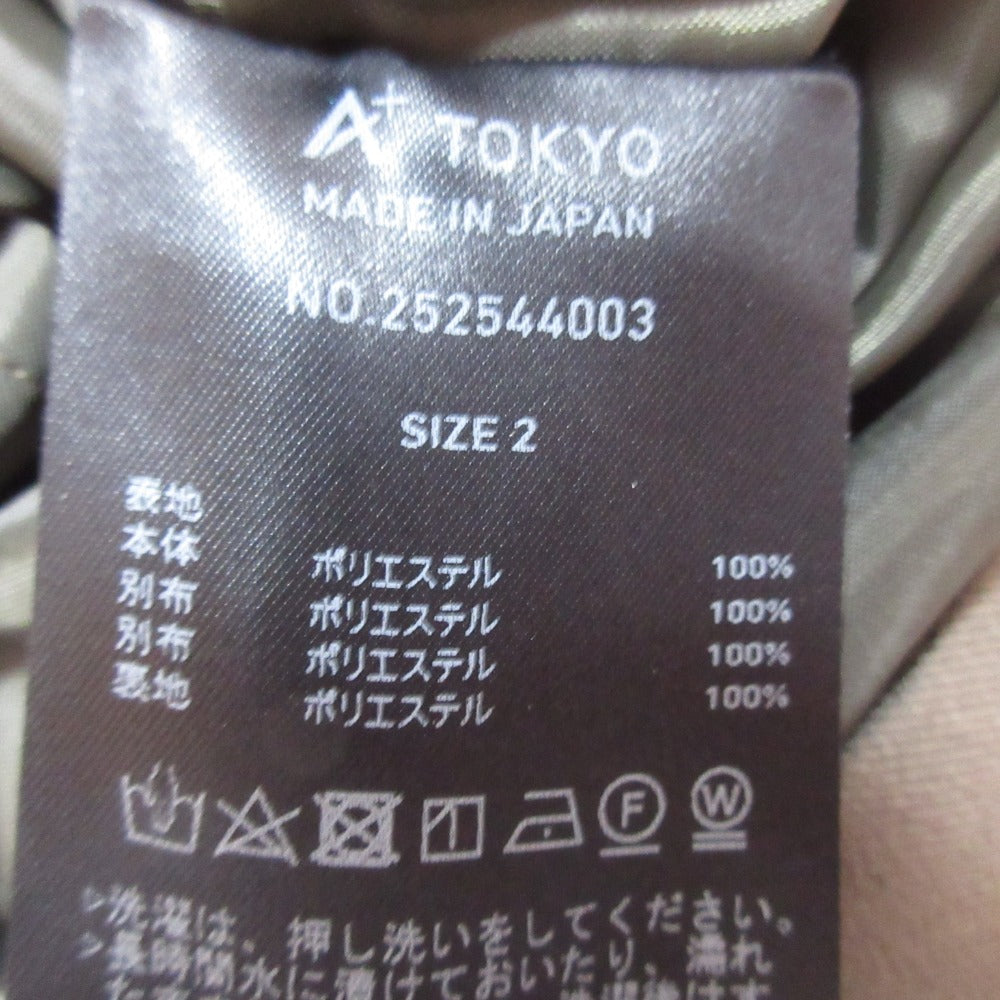 A+ TOKYO
MADE IN JAPAN
NO.252544003
SIZE 2
表地
本体 ポリエステル 100%
別布 ポリエステル 100%
別布 ポリエステル 100%
裏地 ポリエステル 100%
F W
>洗濯は、押し洗いをしてください。
>長時間水に漬けておいたり、濡れ